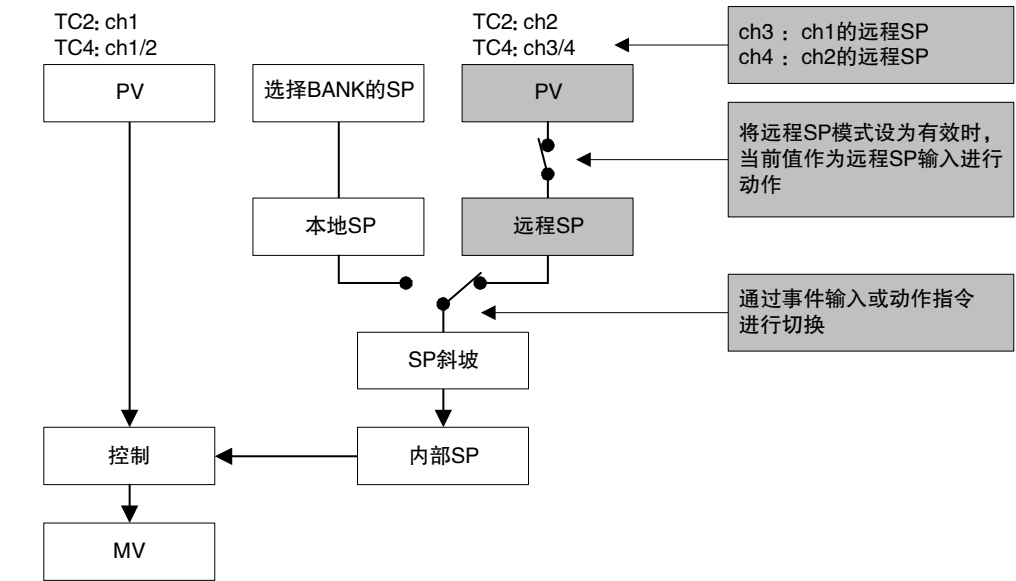 TC2: ch1
TC4: ch1/2
TC2: ch2
TC4: ch3/4
ch3 : ch1的远程SP
ch4 : ch2的远程SP
PV
选择BANK的SP
PV
将远程SP模式设为有效时，
当前值作为远程SP输入进行
动作
本地SP
远程SP
通过事件输入或动作指令
进行切换
SP斜坡
控制
内部SP
MV